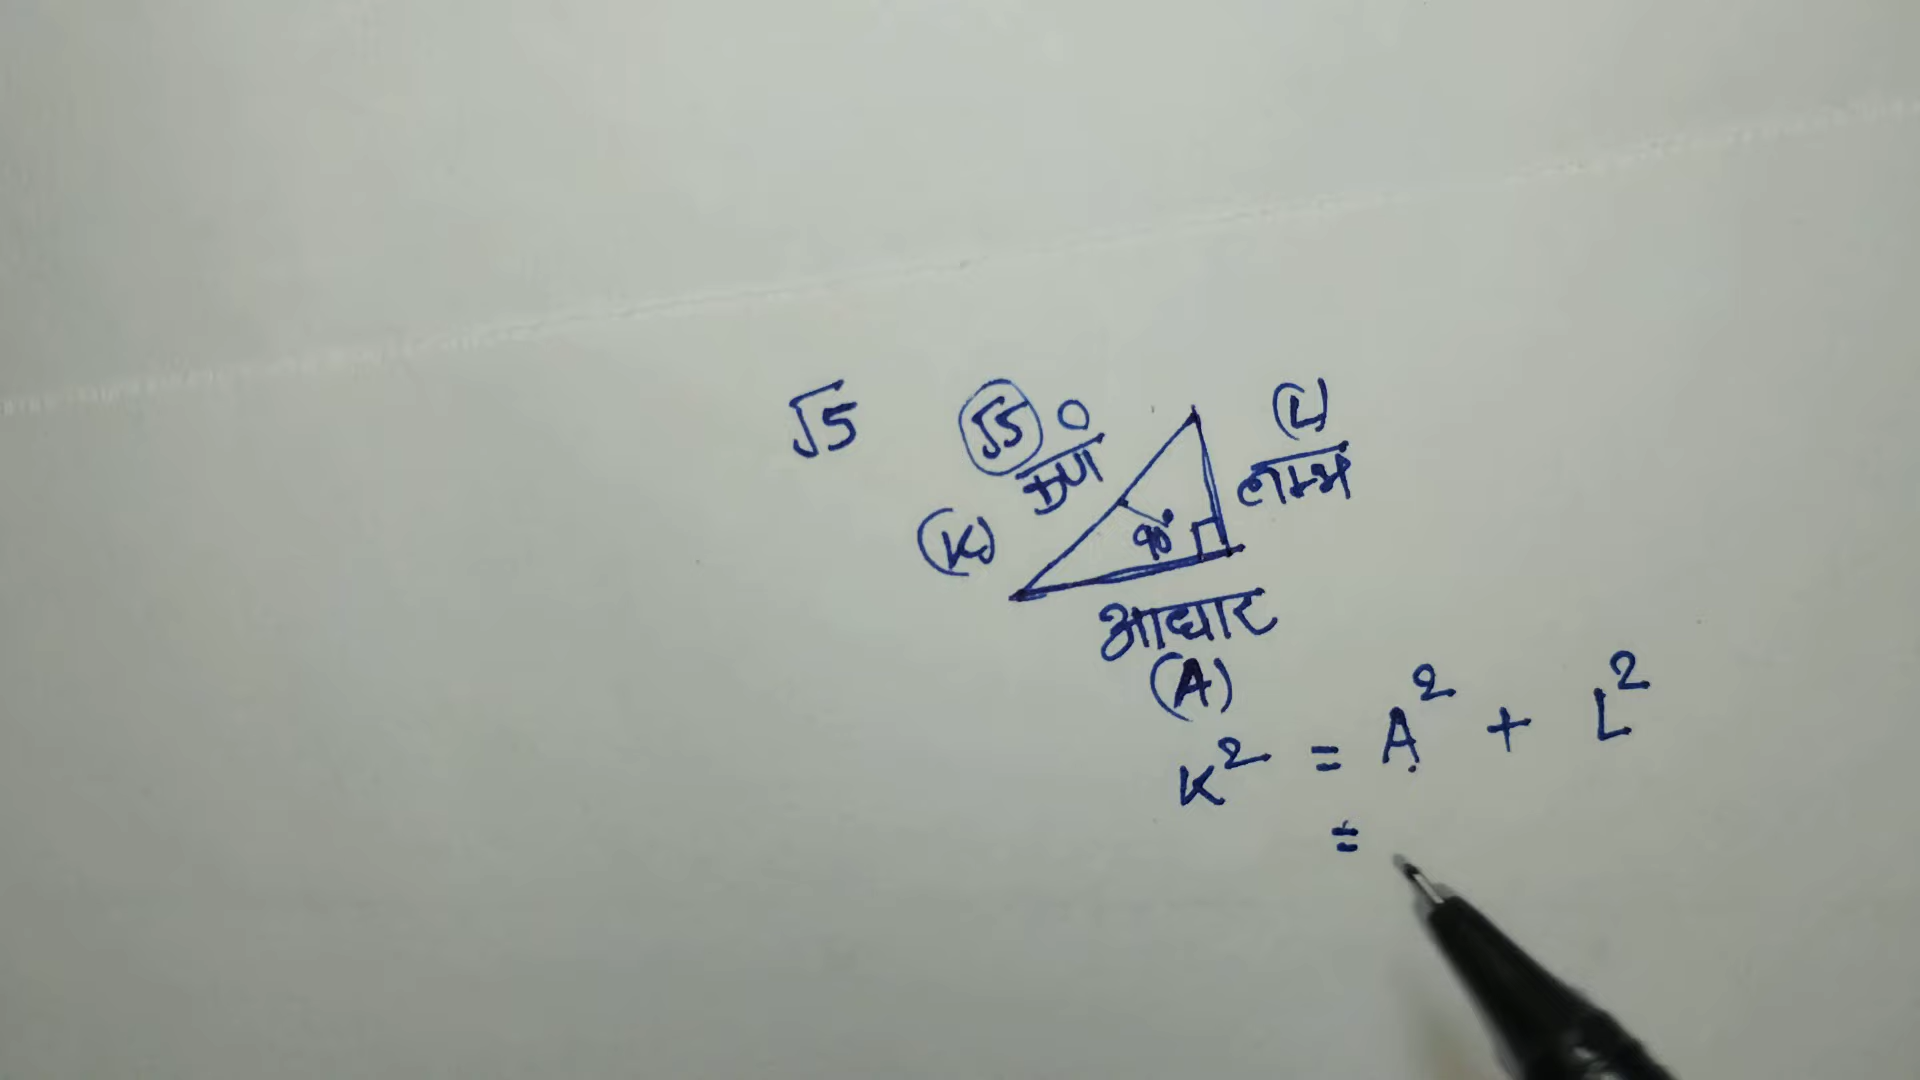 √5
√5
कर्ण
(K)
(L)
लम्भ
90°
आधार
(A)
K² = A² + L²
=